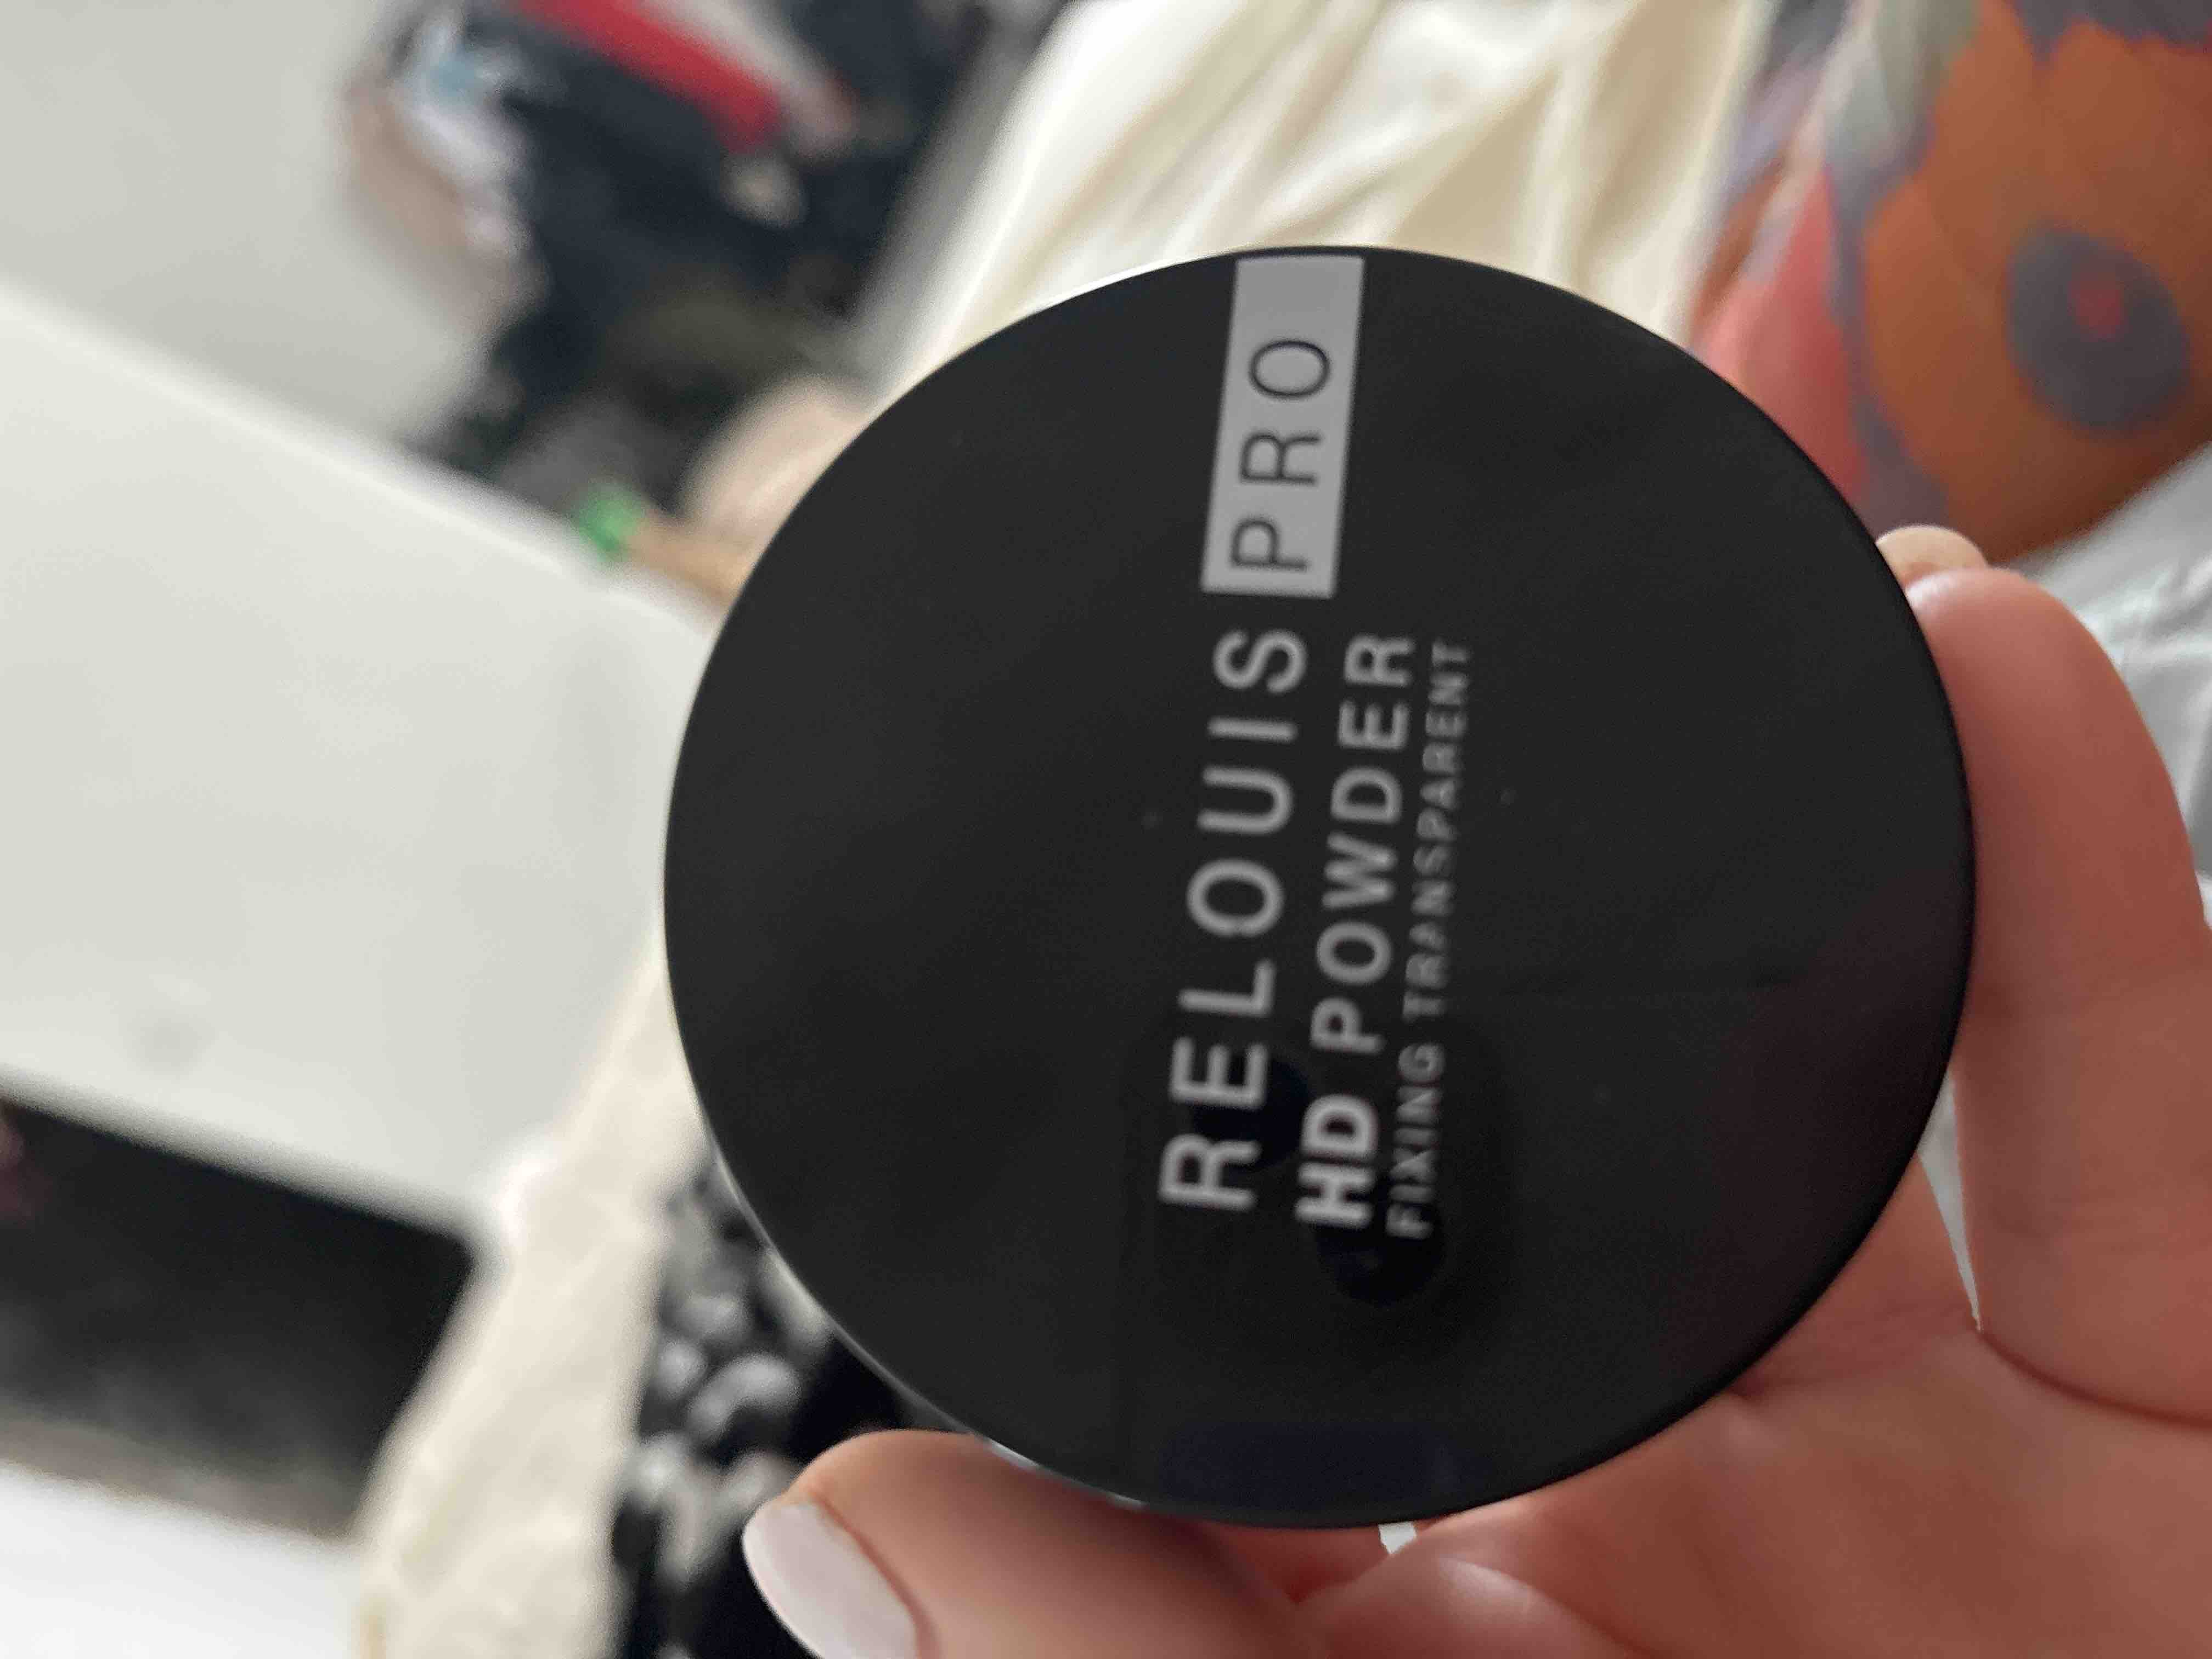 RELOUIS PRO
HD POWDER
FIXING TRANSPARENT